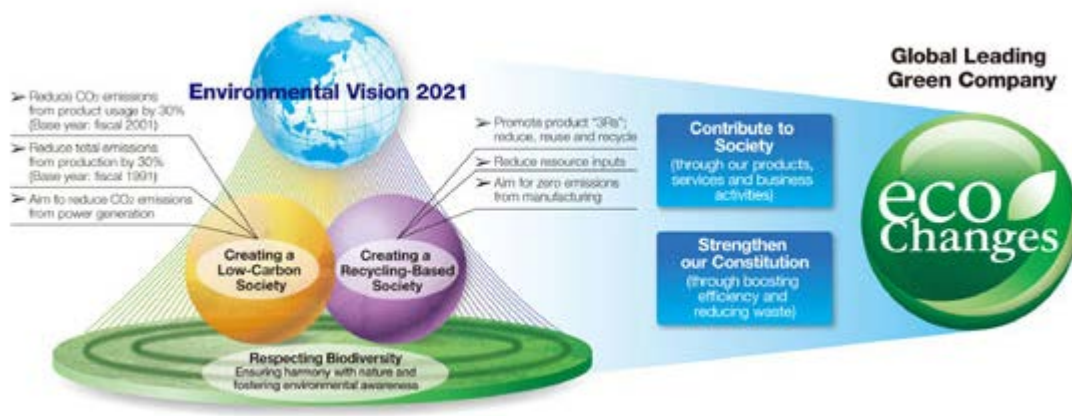 Environmental Vision 2021
➢ Reduce CO₂ emissions
from product usage by 30%
(Base year: fiscal 2001)
➢ Reduce total emissions
from production by 30%
(Base year: fiscal 1991)
➢ Aim to reduce CO₂ emissions
from power generation
➢ Promote product "3Rs";
reduce, reuse and recycle
➢ Reduce resource inputs
➢ Aim for zero emissions
from manufacturing
Creating a
Low-Carbon
Society
Creating a
Recycling-Based
Society
Respecting Biodiversity
Ensuring harmony with nature and
fostering environmental awareness
Contribute to
Society
(through our products,
services and business
activities)
Strengthen
our Constitution
(through boosting
efficiency and
reducing waste)
Global Leading
Green Company
eco
Changes